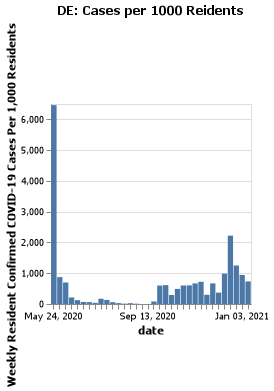 DE: Cases per 1000 Reidents
Weekly Resident Confirmed COVID-19 Cases Per 1,000 Residents
6,000
5,000
4,000
3,000
2,000
1,000
0
May 24, 2020 Sep 13, 2020 Jan 03, 2021
date